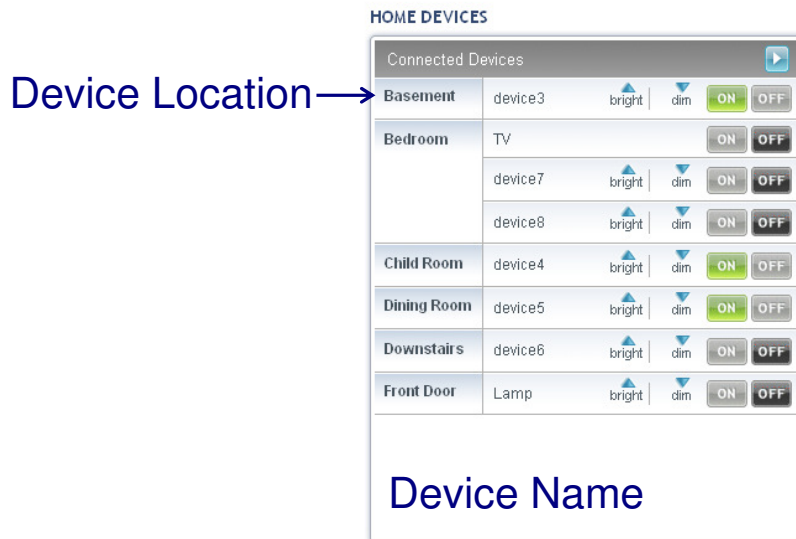 HOME DEVICES
Connected Devices
Device Location
Basement device3 bright dim ON OFF
Bedroom TV ON OFF
device7 bright dim ON OFF
device8 bright dim ON OFF
Child Room device4 bright dim ON OFF
Dining Room device5 bright dim ON OFF
Downstairs device6 bright dim ON OFF
Front Door Lamp bright dim ON OFF
Device Name